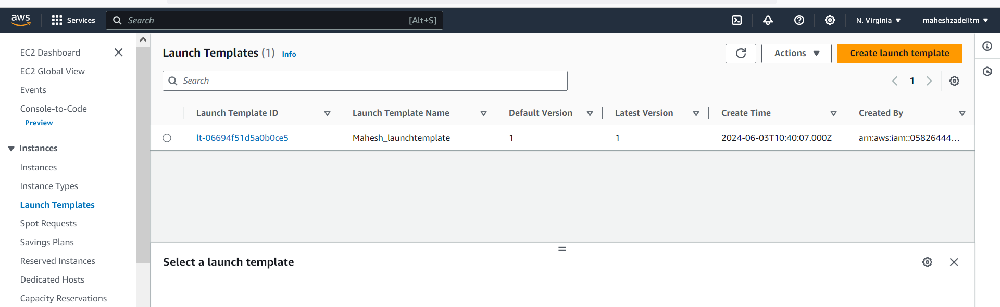 aws Services Search [Alt+S] N. Virginia maheshzadeiitm
EC2 Dashboard
EC2 Global View
Events
Console-to-Code
Preview
Instances
Instances
Instance Types
Launch Templates
Spot Requests
Savings Plans
Reserved Instances
Dedicated Hosts
Capacity Reservations
Launch Templates (1) Info Actions Create launch template
Search 1
Launch Template ID Launch Template Name Default Version Latest Version Create Time Created By
lt-06694f51d5a0b0ce5 Mahesh_launchtemplate 1 1 2024-06-03T10:40:07.000Z arn:aws:iam::05826444...
Select a launch template